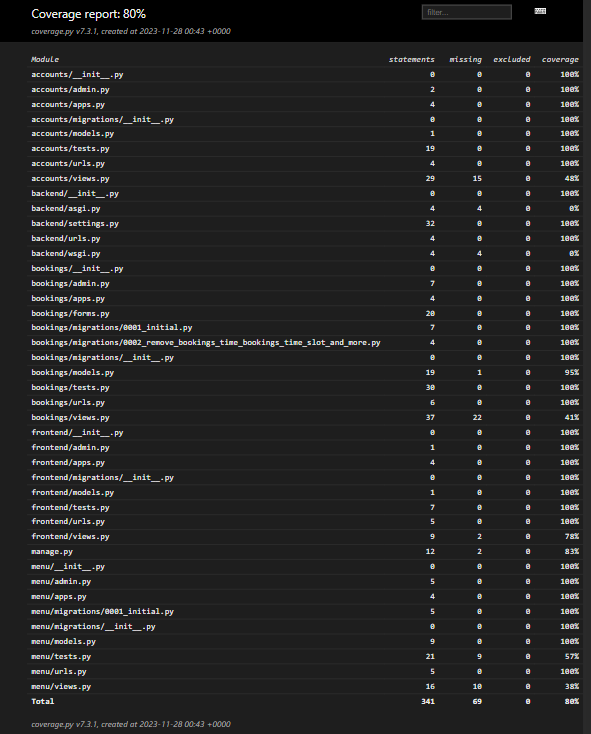 Coverage report: 80%
filter...
coverage.py v7.3.1, created at 2023-11-28 00:43 +0000
Module statements missing excluded coverage
accounts/__init__.py 0 0 0 100%
accounts/admin.py 2 0 0 100%
accounts/apps.py 4 0 0 100%
accounts/migrations/__init__.py 0 0 0 100%
accounts/models.py 1 0 0 100%
accounts/tests.py 19 0 0 100%
accounts/urls.py 4 0 0 100%
accounts/views.py 29 15 0 48%
backend/__init__.py 0 0 0 100%
backend/asgi.py 4 4 0 0%
backend/settings.py 32 0 0 100%
backend/urls.py 4 0 0 100%
backend/wsgi.py 4 4 0 0%
bookings/__init__.py 0 0 0 100%
bookings/admin.py 7 0 0 100%
bookings/apps.py 4 0 0 100%
bookings/forms.py 20 0 0 100%
bookings/migrations/0001_initial.py 7 0 0 100%
bookings/migrations/0002_remove_bookings_time_bookings_time_slot_and_more.py 4 0 0 100%
bookings/migrations/__init__.py 0 0 0 100%
bookings/models.py 19 1 0 95%
bookings/tests.py 30 0 0 100%
bookings/urls.py 6 0 0 100%
bookings/views.py 37 22 0 41%
frontend/__init__.py 0 0 0 100%
frontend/admin.py 1 0 0 100%
frontend/apps.py 4 0 0 100%
frontend/migrations/__init__.py 0 0 0 100%
frontend/models.py 1 0 0 100%
frontend/tests.py 7 0 0 100%
frontend/urls.py 5 0 0 100%
frontend/views.py 9 2 0 78%
manage.py 12 2 0 83%
menu/__init__.py 0 0 0 100%
menu/admin.py 5 0 0 100%
menu/apps.py 4 0 0 100%
menu/migrations/0001_initial.py 5 0 0 100%
menu/migrations/__init__.py 0 0 0 100%
menu/models.py 9 0 0 100%
menu/tests.py 21 9 0 57%
menu/urls.py 5 0 0 100%
menu/views.py 16 10 0 38%
Total 341 69 0 80%
coverage.py v7.3.1, created at 2023-11-28 00:43 +0000